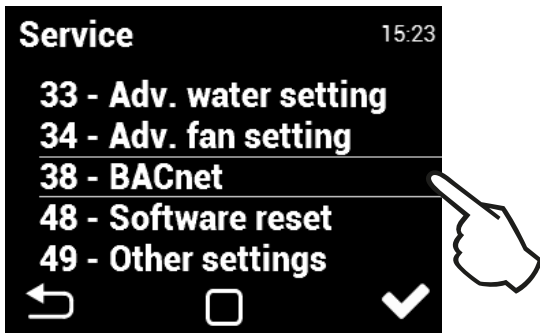 Service 15:23
33 - Adv. water setting
34 - Adv. fan setting
38 - BACnet
48 - Software reset
49 - Other settings